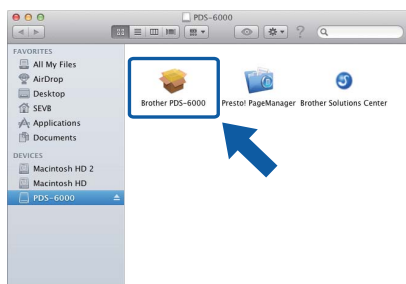 PDS-6000
?
FAVORITES
All My Files
AirDrop
Desktop
SEVB
Applications
Documents
DEVICES
Macintosh HD 2
Macintosh HD
PDS-6000
Brother PDS-6000
Presto! PageManager
Brother Solutions Center